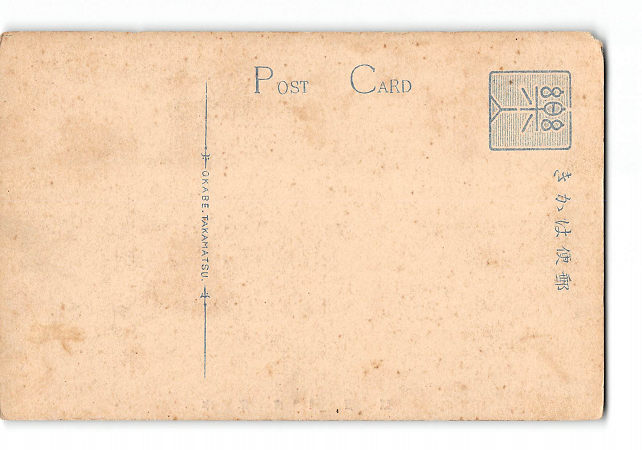 POST CARD
OKABE. TAKAMATSU.
きかは便郵